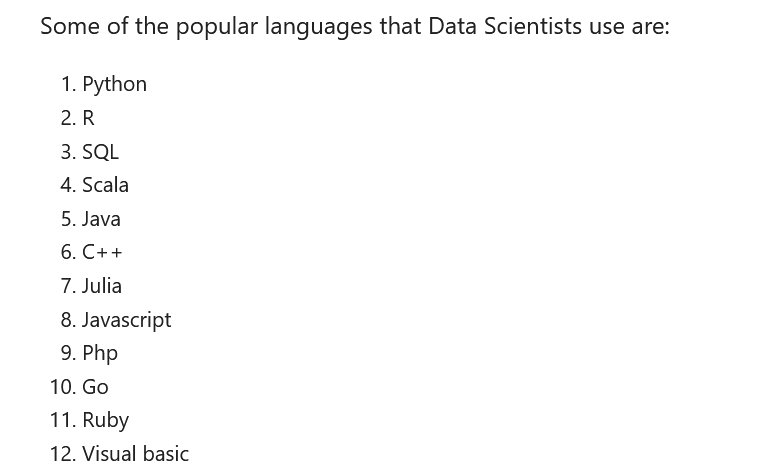 Some of the popular languages that Data Scientists use are:
1. Python
2. R
3. SQL
4. Scala
5. Java
6. C++
7. Julia
8. Javascript
9. Php
10. Go
11. Ruby
12. Visual basic